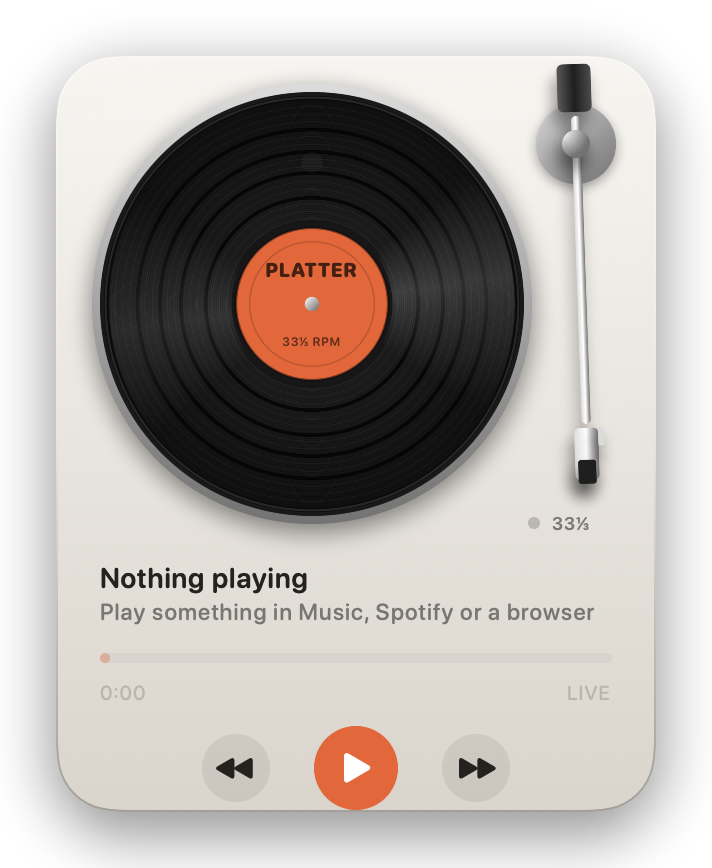 PLATTER
33⅓ RPM
33⅓
Nothing playing
Play something in Music, Spotify or a browser
0:00
LIVE